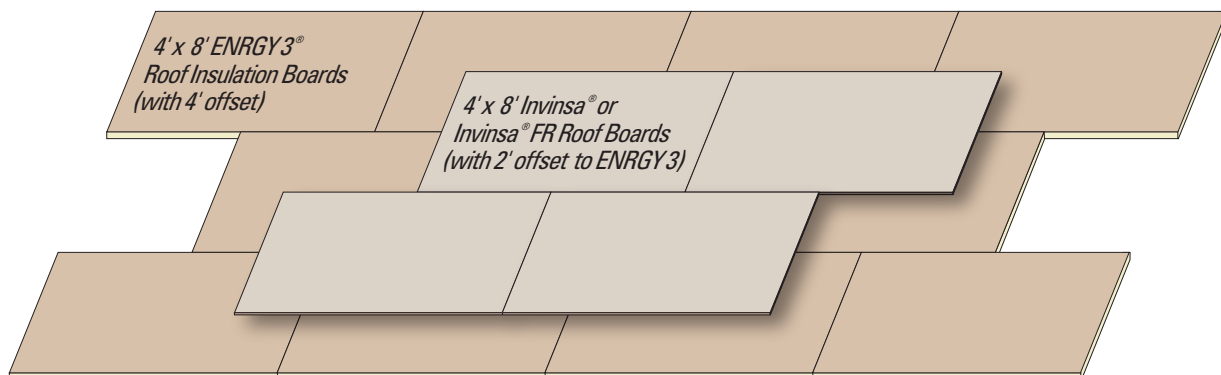 4' x 8' ENRGY 3®
Roof Insulation Boards
(with 4' offset)
4' x 8' Invinsa® or
Invinsa® FR Roof Boards
(with 2' offset to ENRGY 3)